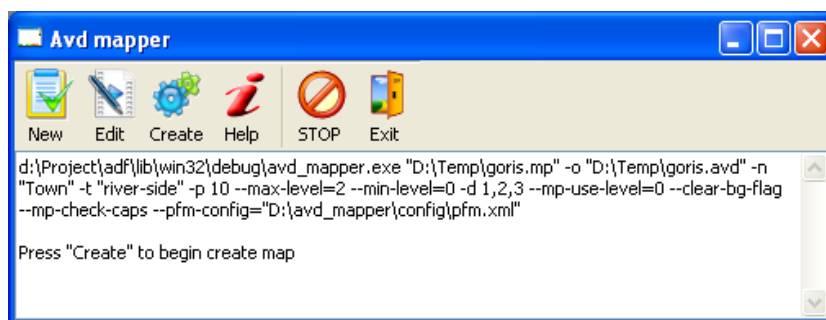 Avd mapper
New Edit Create Help STOP Exit
d:\Project\adf\lib\win32\debug\avd_mapper.exe "D:\Temp\goris.mp" -o "D:\Temp\goris.avd" -n
"Town" -t "river-side" -p 10 --max-level=2 --min-level=0 -d 1,2,3 --mp-use-level=0 --clear-bg-flag
--mp-check-caps --pfm-config="D:\avd_mapper\config\pfm.xml"
Press "Create" to begin create map